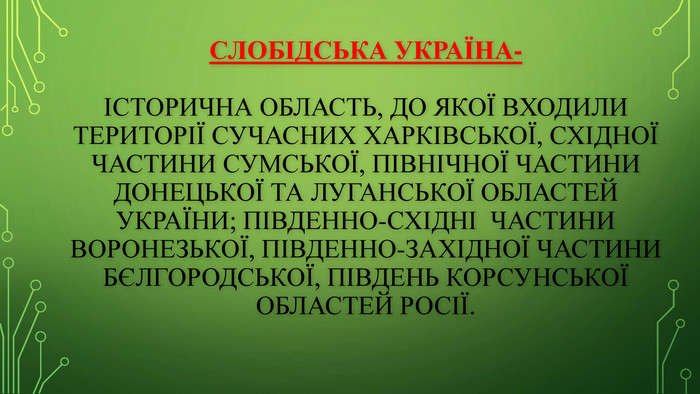 СЛОБІДСЬКА УКРАЇНА-
ІСТОРИЧНА ОБЛАСТЬ, ДО ЯКОЇ ВХОДИЛИ
ТЕРИТОРІЇ СУЧАСНИХ ХАРКІВСЬКОЇ, СХІДНОЇ
ЧАСТИНИ СУМСЬКОЇ, ПІВНІЧНОЇ ЧАСТИНИ
ДОНЕЦЬКОЇ ТА ЛУГАНСЬКОЇ ОБЛАСТЕЙ
УКРАЇНИ; ПІВДЕННО-СХІДНІ ЧАСТИНИ
ВОРОНЕЗЬКОЇ, ПІВДЕННО-ЗАХІДНОЇ ЧАСТИНИ
БЄЛГОРОДСЬКОЇ, ПІВДЕНЬ КОРСУНСЬКОЇ
ОБЛАСТЕЙ РОСІЇ.